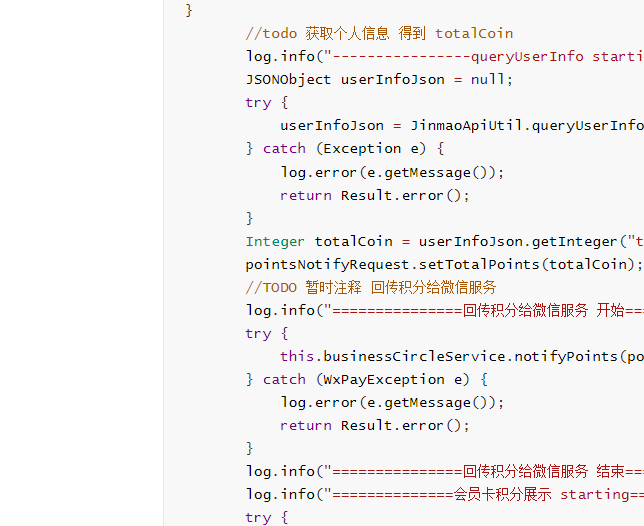 }
//todo 获取个人信息 得到 totalCoin
log.info("----------------queryUserInfo starti
JSONObject userInfoJson = null;
try {
userInfoJson = JinmaoApiUtil.queryUserInfo
} catch (Exception e) {
log.error(e.getMessage());
return Result.error();
}
Integer totalCoin = userInfoJson.getInteger("t
pointsNotifyRequest.setTotalPoints(totalCoin);
//TODO 暂时注释 回传积分给微信服务
log.info("===============回传积分给微信服务 开始===
try {
this.businessCircleService.notifyPoints(po
} catch (WxPayException e) {
log.error(e.getMessage());
return Result.error();
}
log.info("===============回传积分给微信服务 结束===
log.info("==============会员卡积分展示 starting==
try {